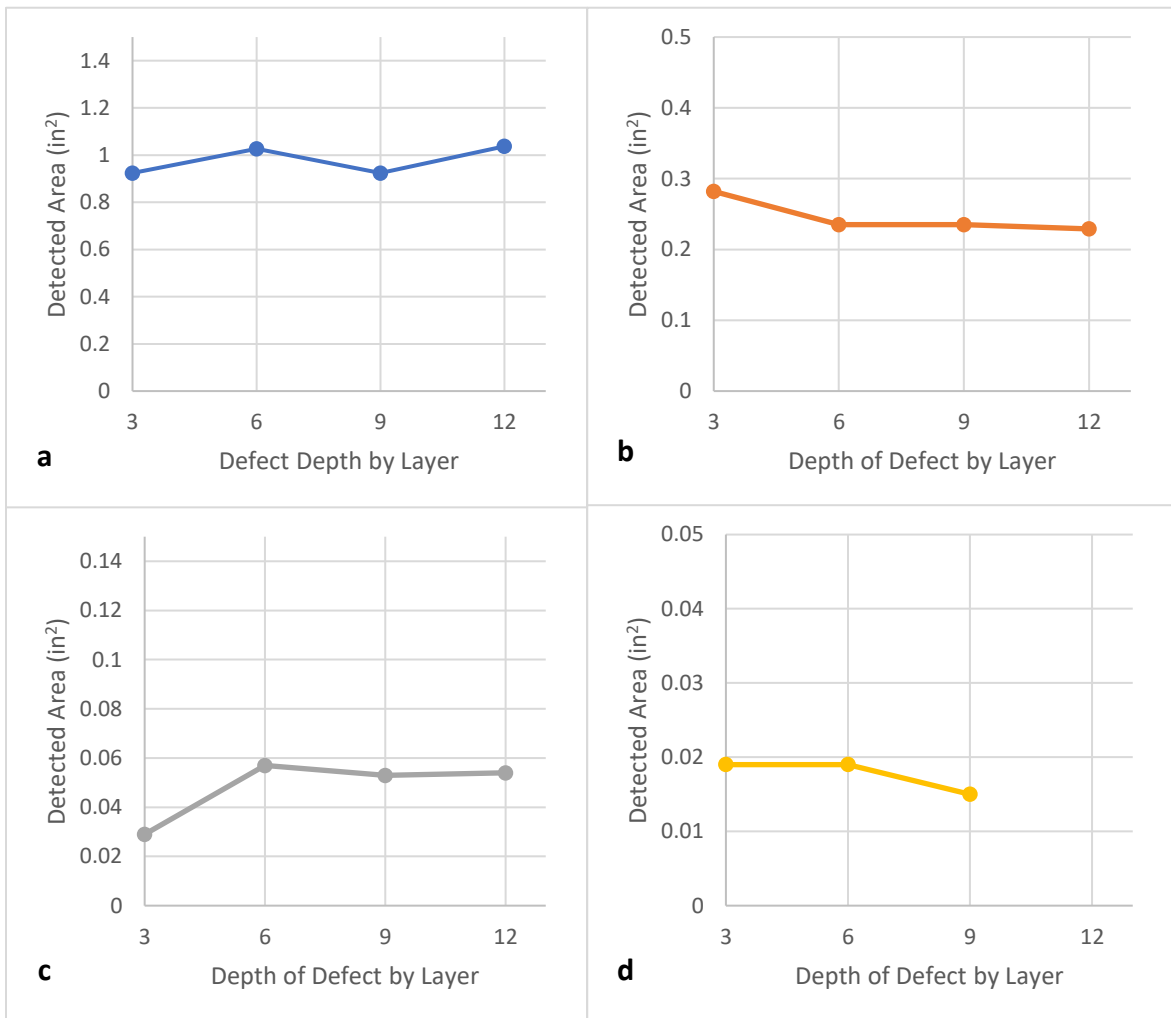 1.4
1.2
1
0.8
0.6
0.4
0.2
0
3 6 9 12
Detected Area (in²)
Defect Depth by Layer
a
0.5
0.4
0.3
0.2
0.1
0
3 6 9 12
Detected Area (in²)
Depth of Defect by Layer
b
0.14
0.12
0.1
0.08
0.06
0.04
0.02
0
3 6 9 12
Detected Area (in²)
Depth of Defect by Layer
c
0.05
0.04
0.03
0.02
0.01
0
3 6 9 12
Detected Area (in²)
Depth of Defect by Layer
d